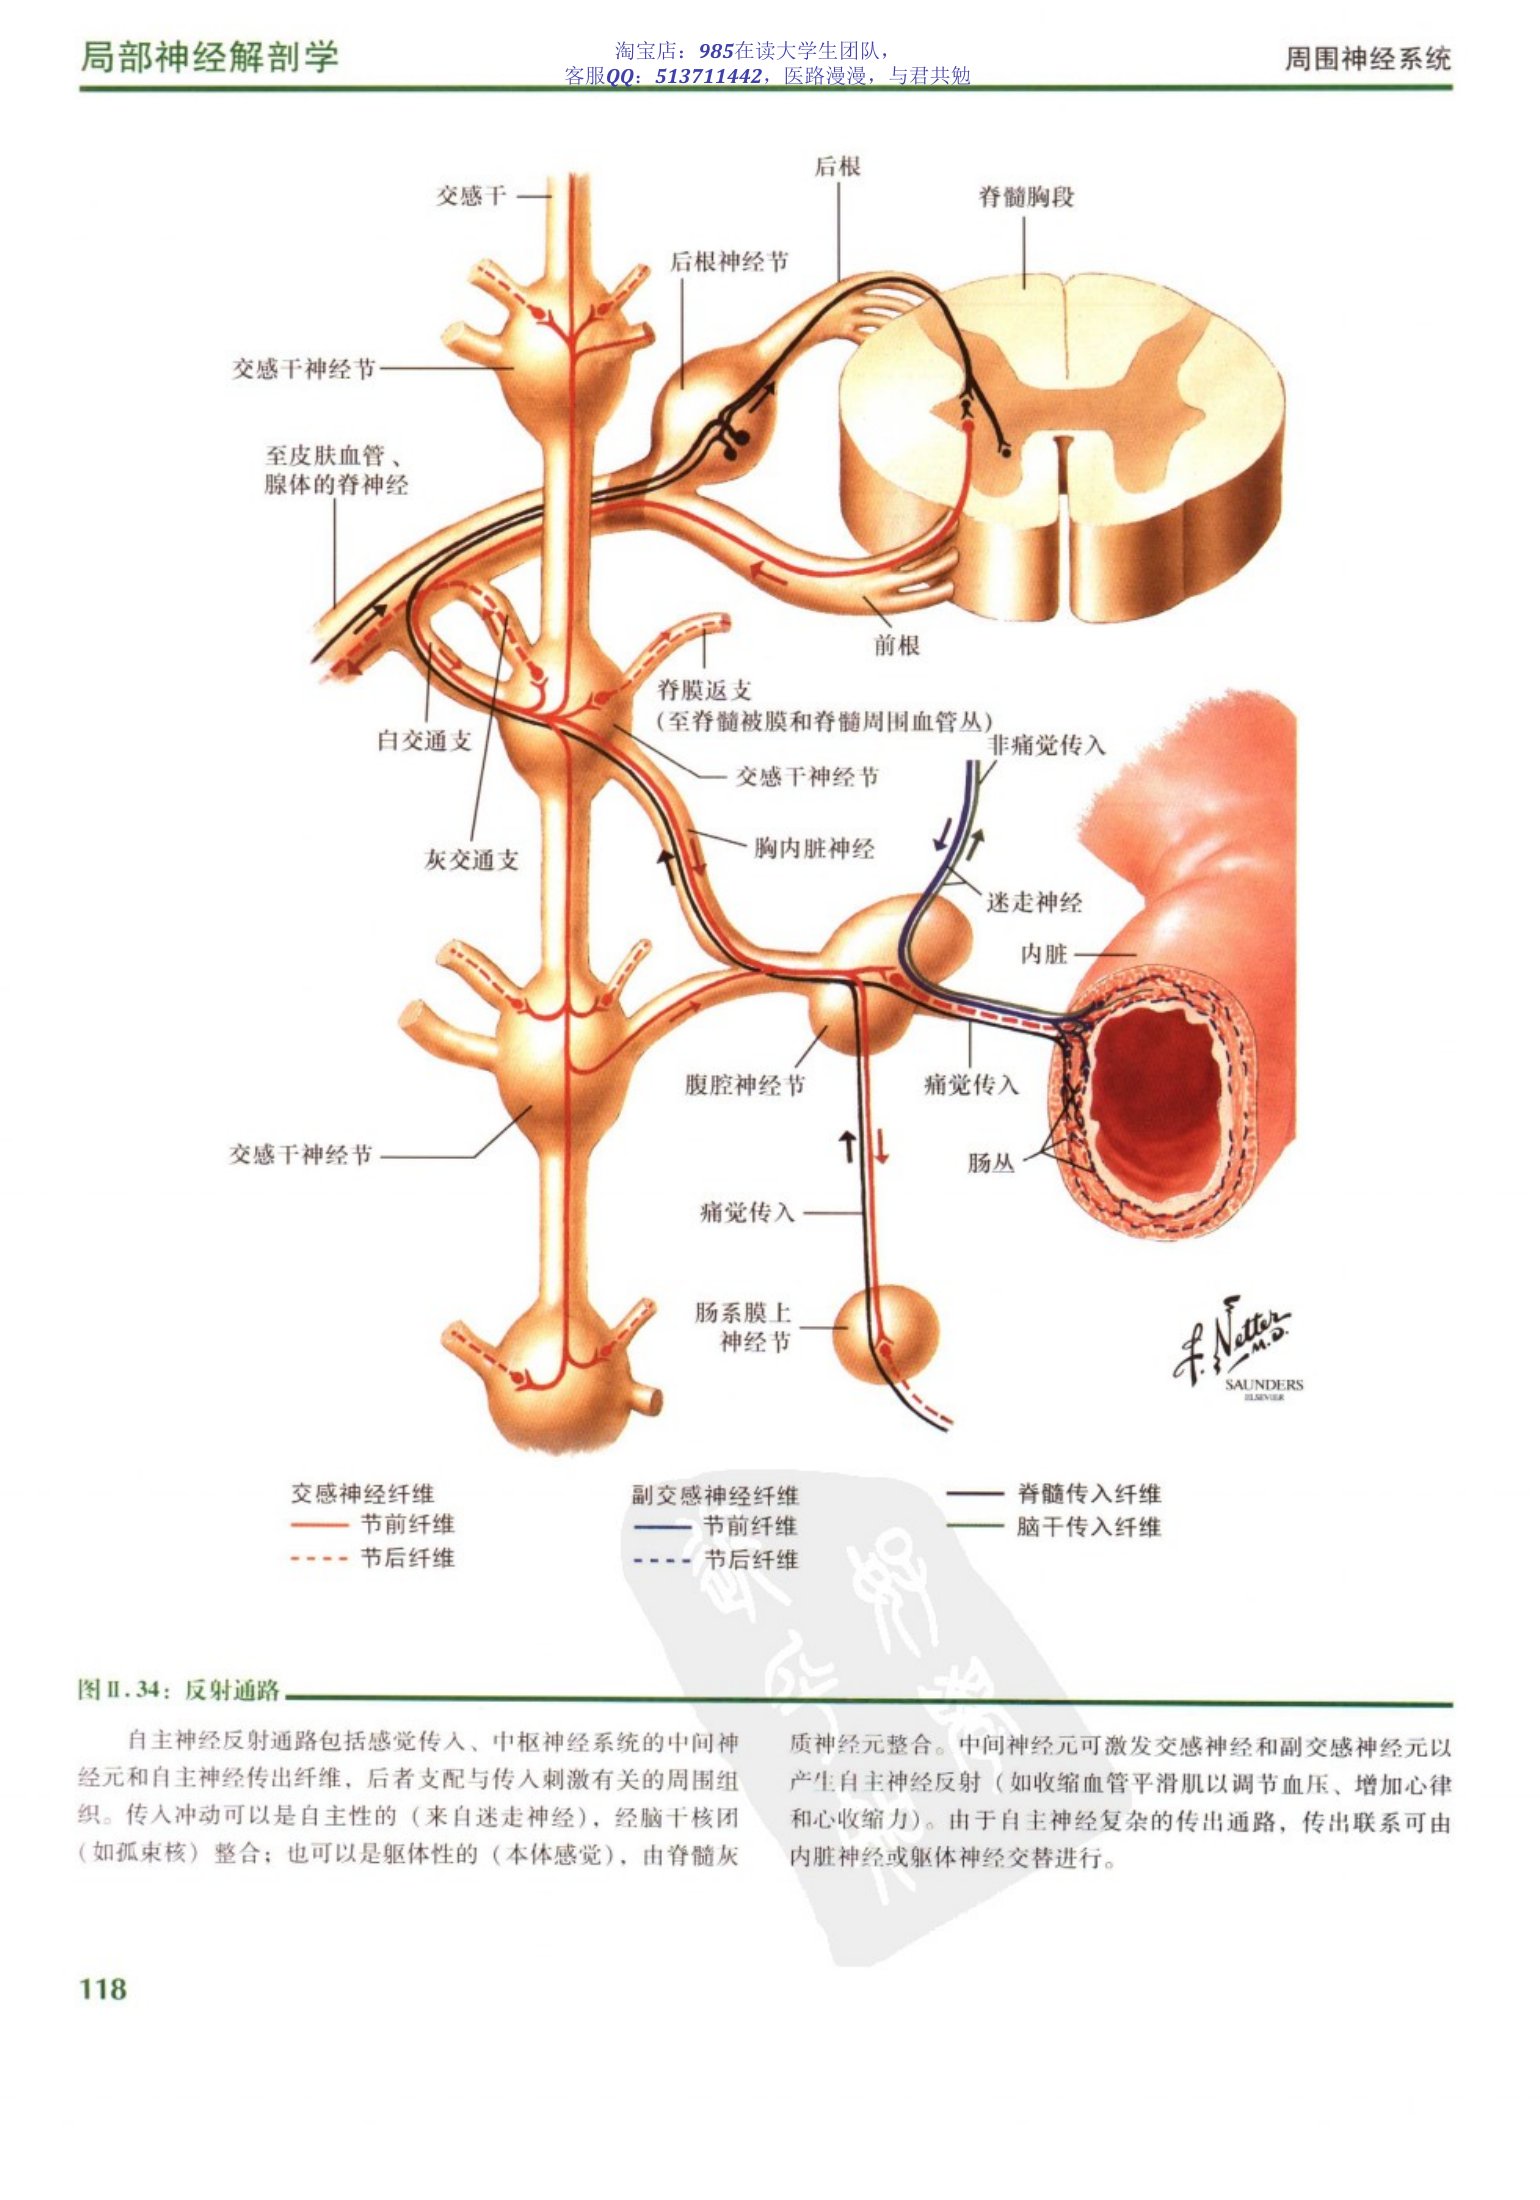 局部神经解剖学
淘宝店：985在读大学生团队，
客服QQ：513711442，医路漫漫，与君共勉
周围神经系统
后根
交感干
脊髓胸段
后根神经节
交感干神经节
至皮肤血管、
腺体的脊神经
前根
脊膜返支
(至脊髓被膜和脊髓周围血管丛)
白交通支
非痛觉传入
交感干神经节
胸内脏神经
灰交通支
迷走神经
内脏
腹腔神经节
痛觉传入
交感干神经节
肠丛
痛觉传入
肠系膜上
神经节
F. Netter
M.D.
SAUNDERS
ELSEVIER
交感神经纤维
节前纤维
节后纤维
副交感神经纤维
节前纤维
节后纤维
脊髓传入纤维
脑干传入纤维
图Ⅱ.34：反射通路
自主神经反射通路包括感觉传入、中枢神经系统的中间神
经元和自主神经传出纤维，后者支配与传入刺激有关的周围组
织。传入冲动可以是自主性的（来自迷走神经），经脑干核团
（如孤束核）整合；也可以是躯体性的（本体感觉），由脊髓灰
质神经元整合。中间神经元可激发交感神经和副交感神经元以
产生自主神经反射（如收缩血管平滑肌以调节血压、增加心律
和心收缩力）。由于自主神经复杂的传出通路，传出联系可由
内脏神经或躯体神经交替进行。
118